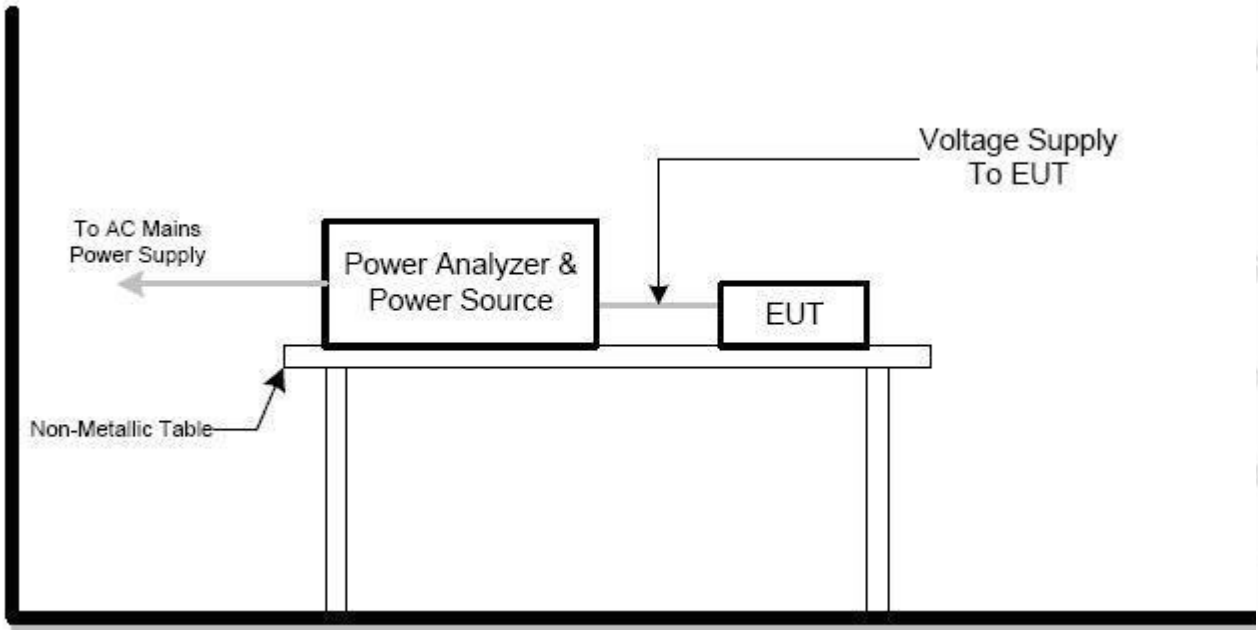 Voltage Supply
To EUT
To AC Mains
Power Supply
Power Analyzer &
Power Source
EUT
Non-Metallic Table